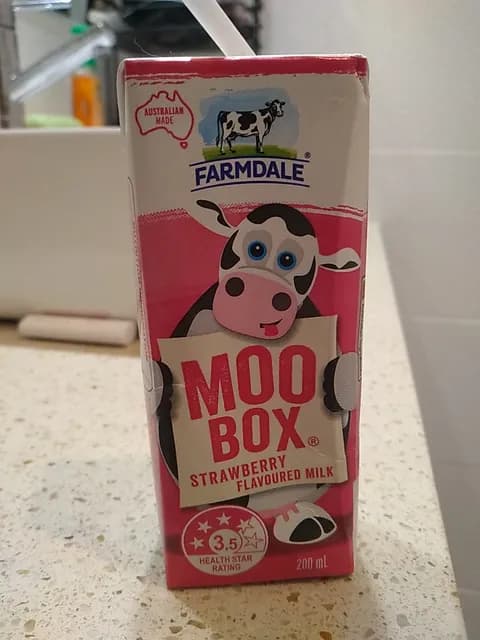 AUSTRALIAN
MADE
FARMDALE®
MOO
BOX®
STRAWBERRY
FLAVOURED MILK
3.5
HEALTH STAR
RATING
200 mL